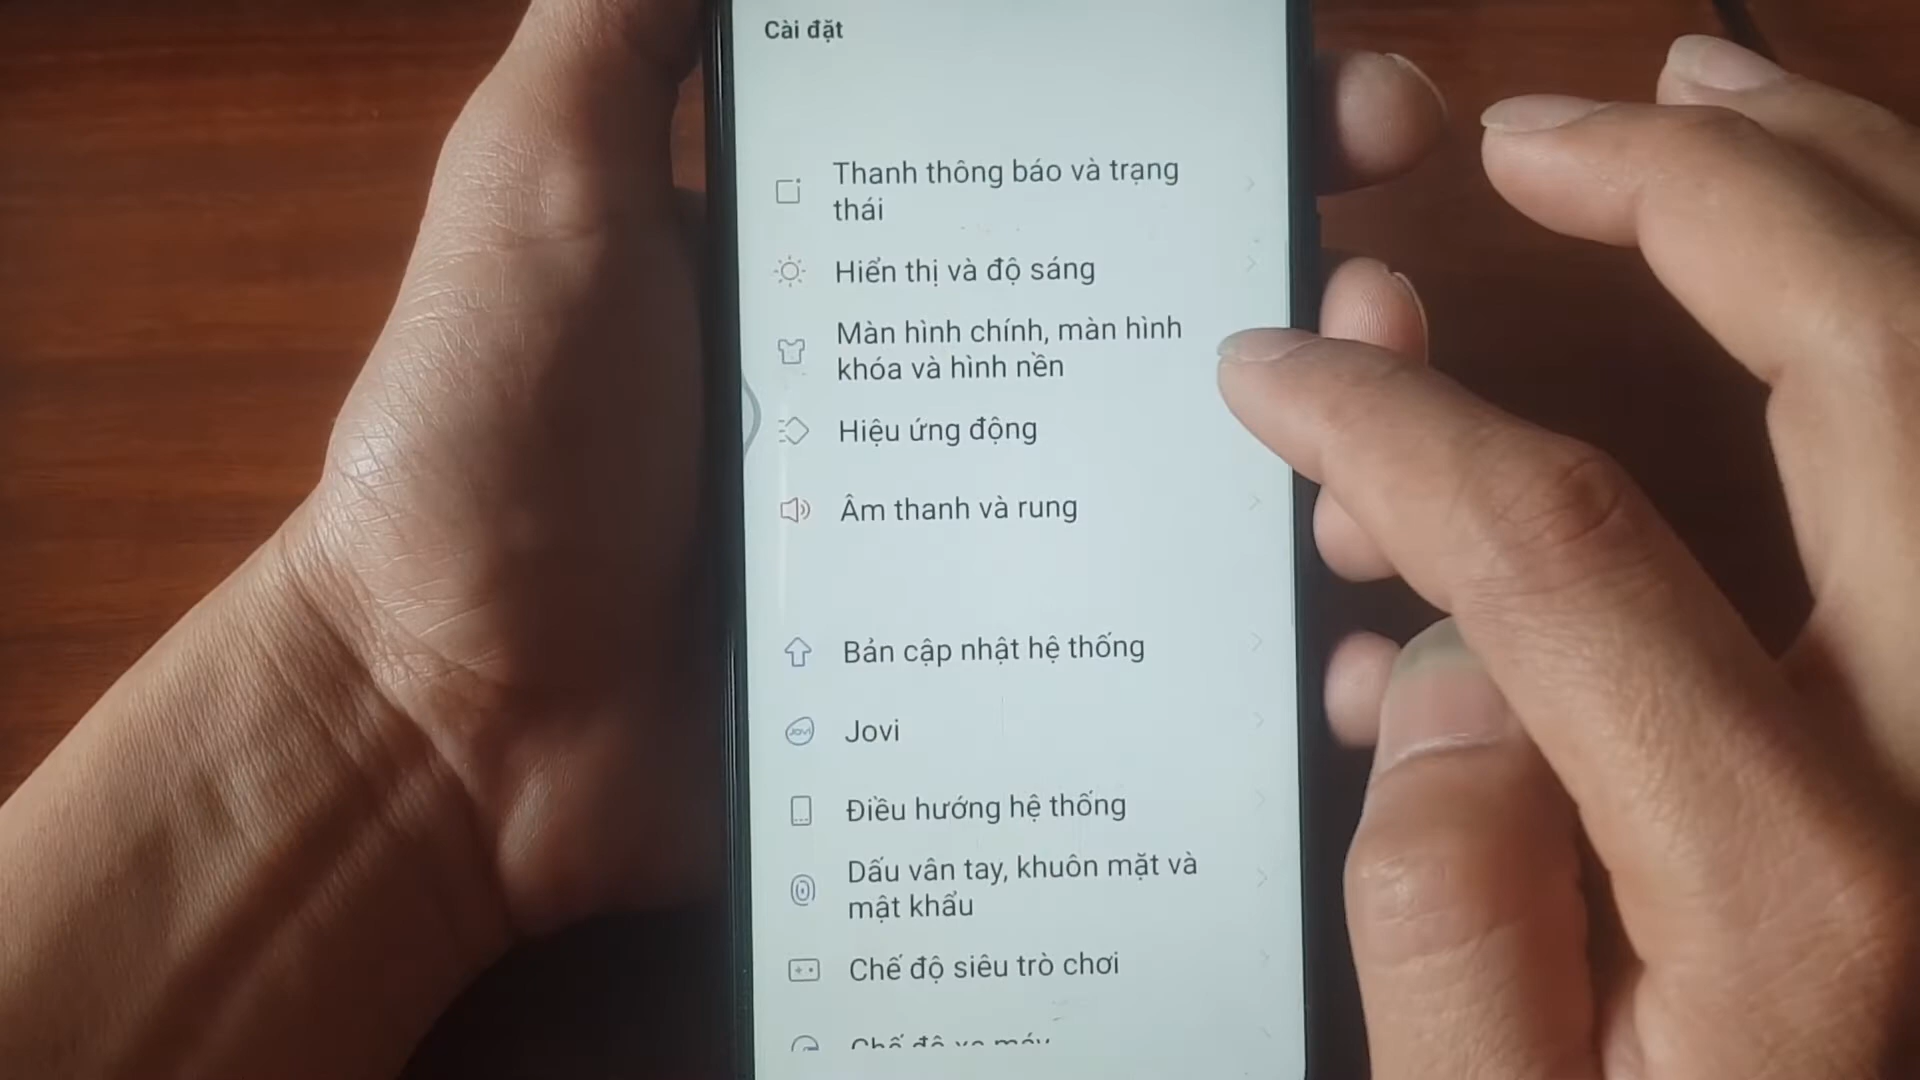 Cài đặt
Thanh thông báo và trạng
thái
Hiển thị và độ sáng
Màn hình chính, màn hình
khóa và hình nền
Hiệu ứng động
Âm thanh và rung
Bản cập nhật hệ thống
Jovi
Điều hướng hệ thống
Dấu vân tay, khuôn mặt và
mật khẩu
Chế độ siêu trò chơi